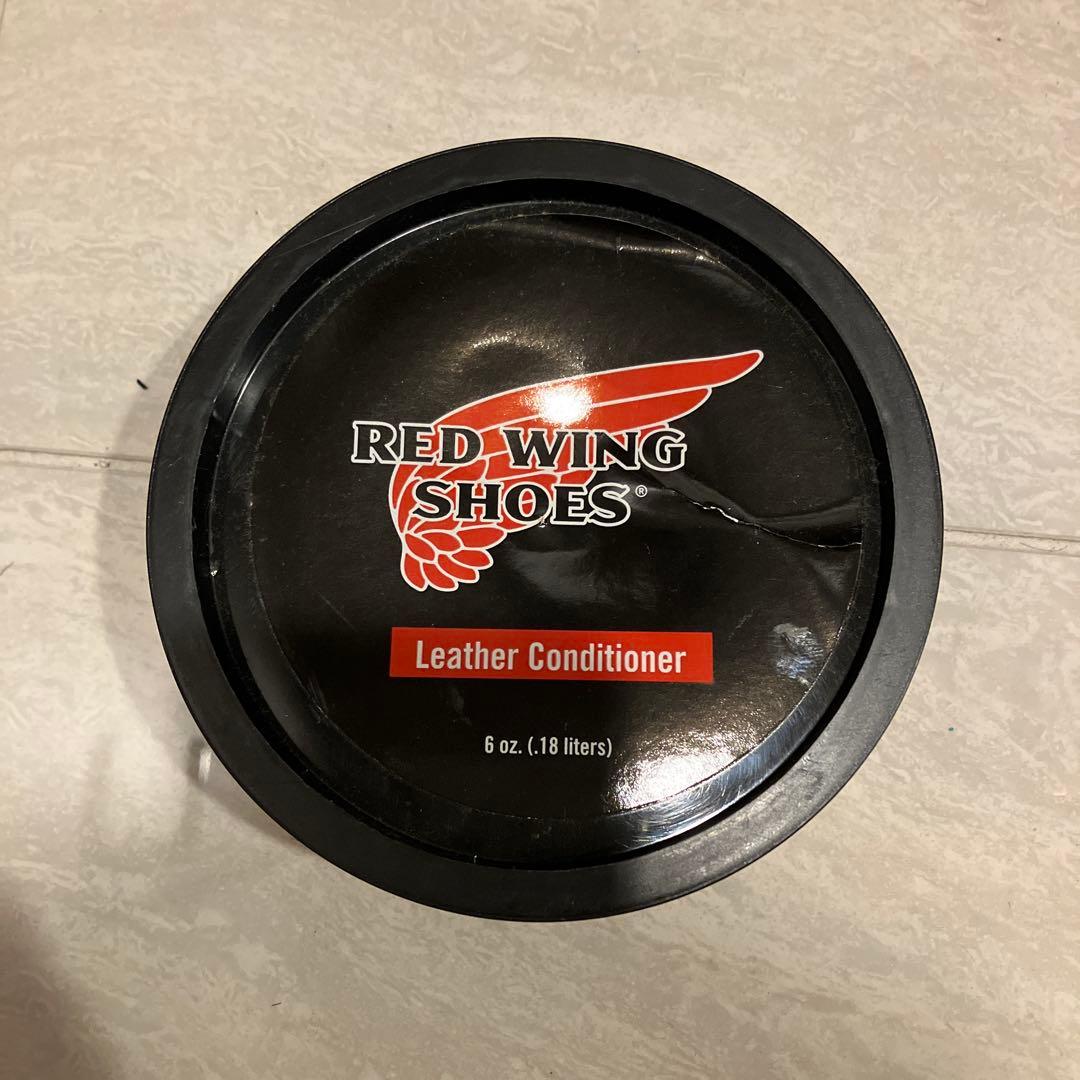 RED WING
SHOES®
Leather Conditioner
6 oz. (.18 liters)